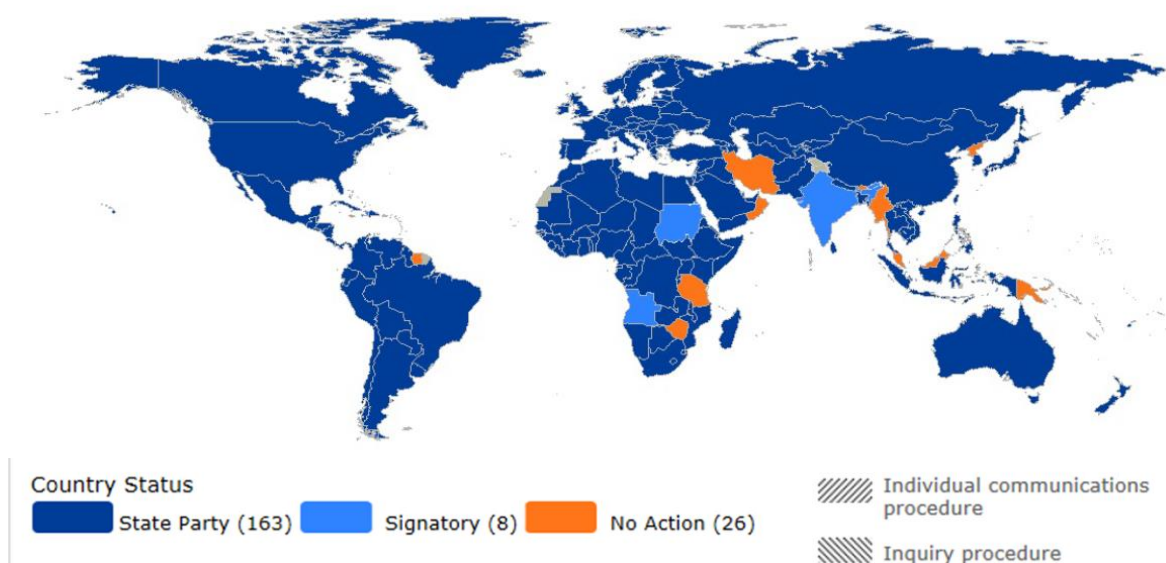 Country Status
State Party (163) Signatory (8) No Action (26)
Individual communications
procedure
Inquiry procedure